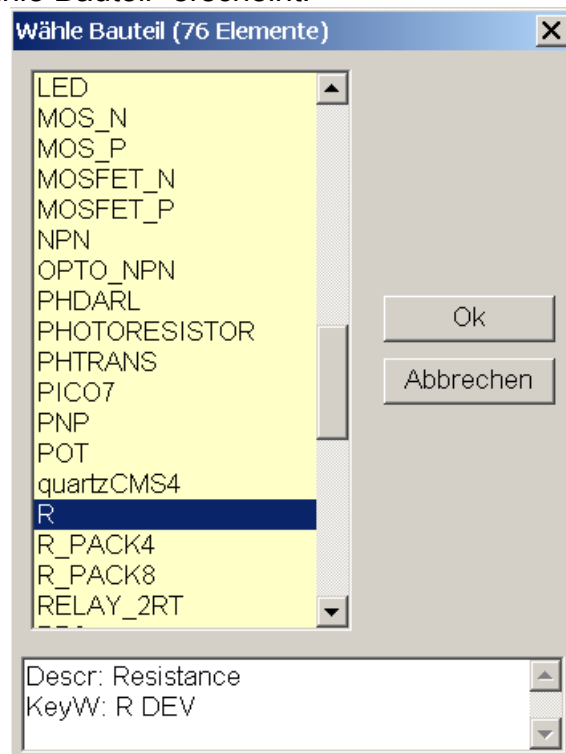 Wähle Bauteil (76 Elemente)
LED
MOS_N
MOS_P
MOSFET_N
MOSFET_P
NPN
OPTO_NPN
PHDARL
PHOTORESISTOR
PHTRANS
PICO7
PNP
POT
quartzCMS4
R
R_PACK4
R_PACK8
RELAY_2RT
Ok
Abbrechen
Descr: Resistance
KeyW: R DEV